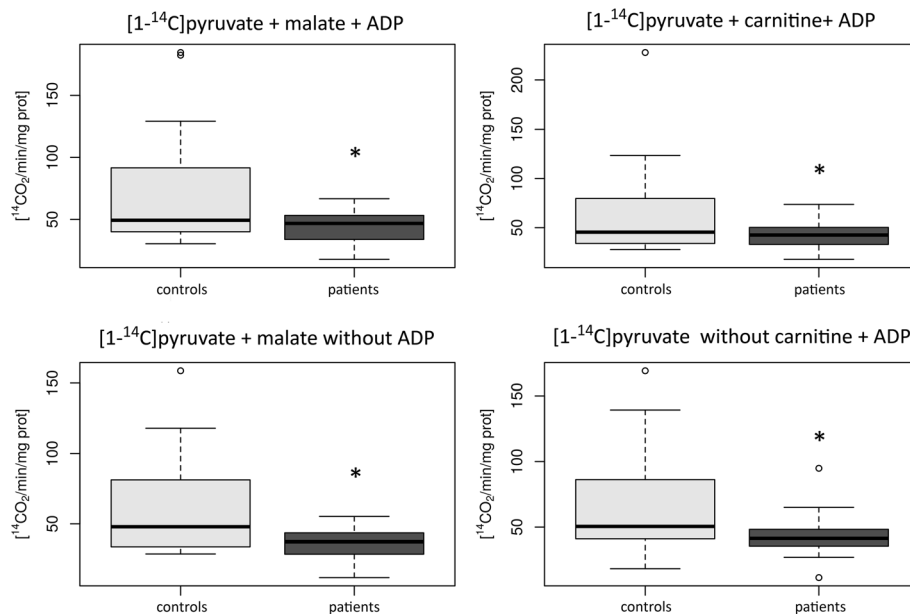 [1-¹⁴C]pyruvate + malate + ADP
[¹⁴CO₂/min/mg prot]
150
100
50
*
controls
patients
[1-¹⁴C]pyruvate + carnitine+ ADP
[¹⁴CO₂/min/mg prot]
200
150
100
50
*
controls
patients
[1-¹⁴C]pyruvate + malate without ADP
[¹⁴CO₂/min/mg prot]
150
100
50
*
controls
patients
[1-¹⁴C]pyruvate without carnitine + ADP
[¹⁴CO₂/min/mg prot]
150
100
50
*
controls
patients